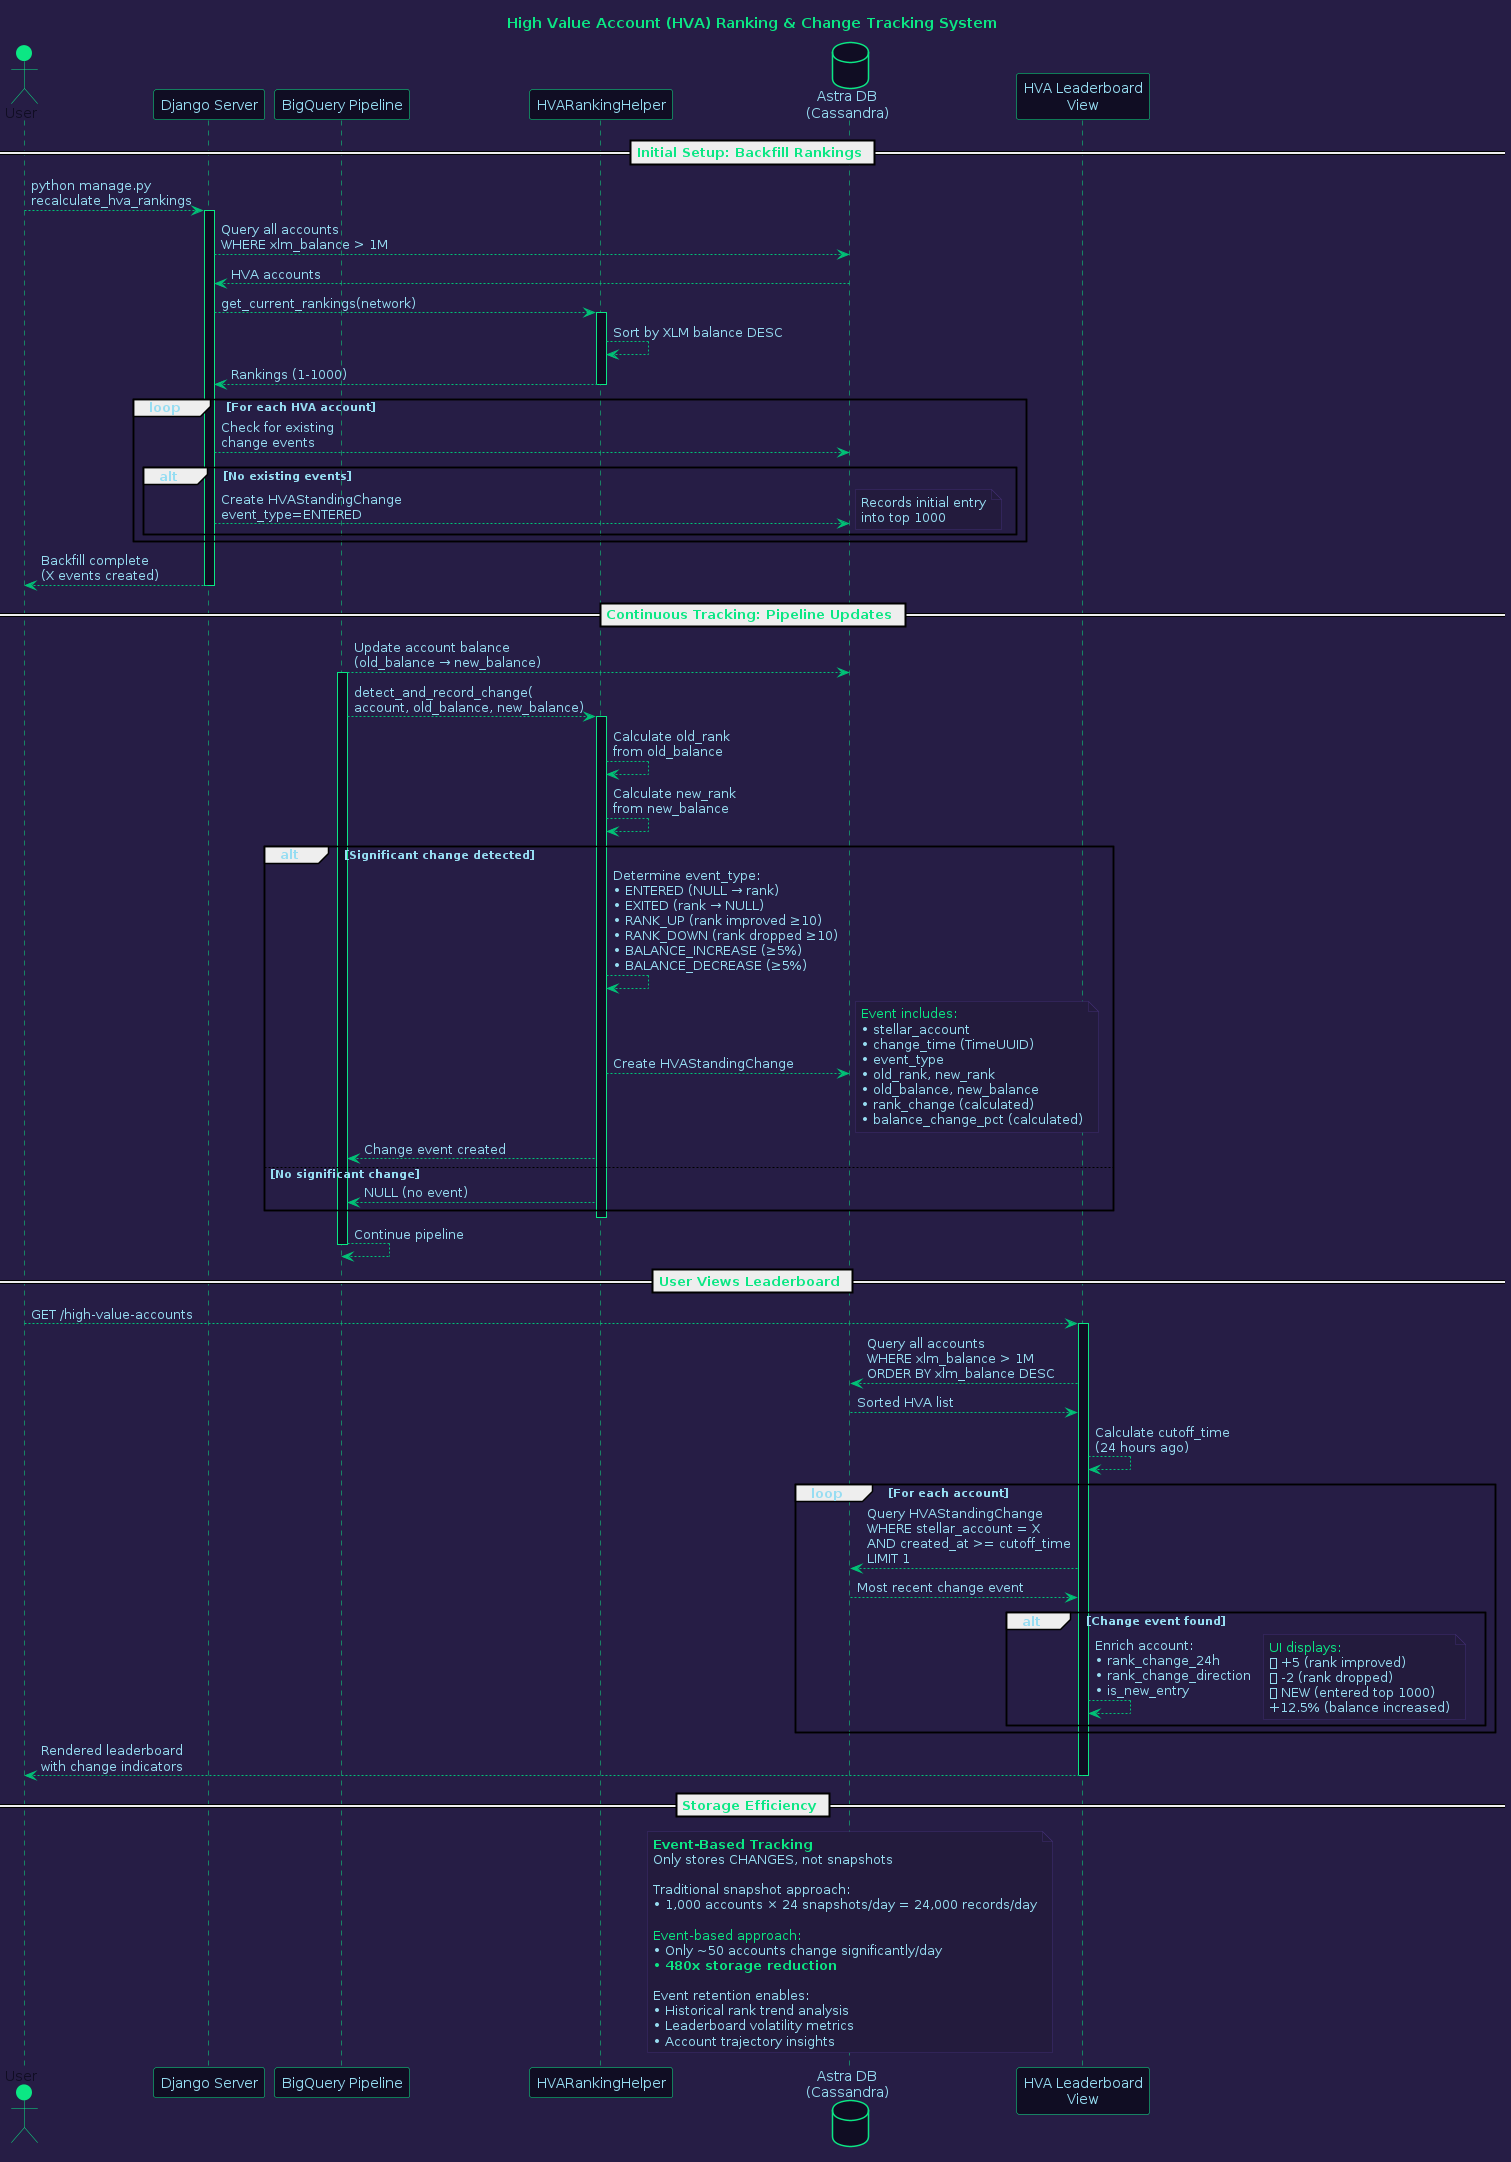 High Value Account (HVA) Ranking & Change Tracking System
User
Django Server
BigQuery Pipeline
HVARankingHelper
Astra DB
(Cassandra)
HVA Leaderboard
View
Initial Setup: Backfill Rankings
python manage.py
recalculate_hva_rankings
Query all accounts
WHERE xlm_balance > 1M
HVA accounts
get_current_rankings(network)
Sort by XLM balance DESC
Rankings (1-1000)
loop [For each HVA account]
Check for existing
change events
alt [No existing events]
Create HVAStandingChange
event_type=ENTERED
Records initial entry
into top 1000
Backfill complete
(X events created)
Continuous Tracking: Pipeline Updates
Update account balance
(old_balance → new_balance)
detect_and_record_change(
account, old_balance, new_balance)
Calculate old_rank
from old_balance
Calculate new_rank
from new_balance
alt [Significant change detected]
Determine event_type:
• ENTERED (NULL → rank)
• EXITED (rank → NULL)
• RANK_UP (rank improved ≥10)
• RANK_DOWN (rank dropped ≥10)
• BALANCE_INCREASE (≥5%)
• BALANCE_DECREASE (≥5%)
Event includes:
• stellar_account
• change_time (TimeUUID)
• event_type
• old_rank, new_rank
• old_balance, new_balance
• rank_change (calculated)
• balance_change_pct (calculated)
Create HVAStandingChange
Change event created
[No significant change]
NULL (no event)
Continue pipeline
User Views Leaderboard
GET /high-value-accounts
Query all accounts
WHERE xlm_balance > 1M
ORDER BY xlm_balance DESC
Sorted HVA list
Calculate cutoff_time
(24 hours ago)
loop [For each account]
Query HVAStandingChange
WHERE stellar_account = X
AND created_at >= cutoff_time
LIMIT 1
Most recent change event
alt [Change event found]
Enrich account:
• rank_change_24h
• rank_change_direction
• is_new_entry
UI displays:
▯ +5 (rank improved)
▯ -2 (rank dropped)
▯ NEW (entered top 1000)
+12.5% (balance increased)
Rendered leaderboard
with change indicators
Storage Efficiency
Event-Based Tracking
Only stores CHANGES, not snapshots
Traditional snapshot approach:
• 1,000 accounts × 24 snapshots/day = 24,000 records/day
Event-based approach:
• Only ~50 accounts change significantly/day
• 480x storage reduction
Event retention enables:
• Historical rank trend analysis
• Leaderboard volatility metrics
• Account trajectory insights
User
Django Server
BigQuery Pipeline
HVARankingHelper
Astra DB
(Cassandra)
HVA Leaderboard
View